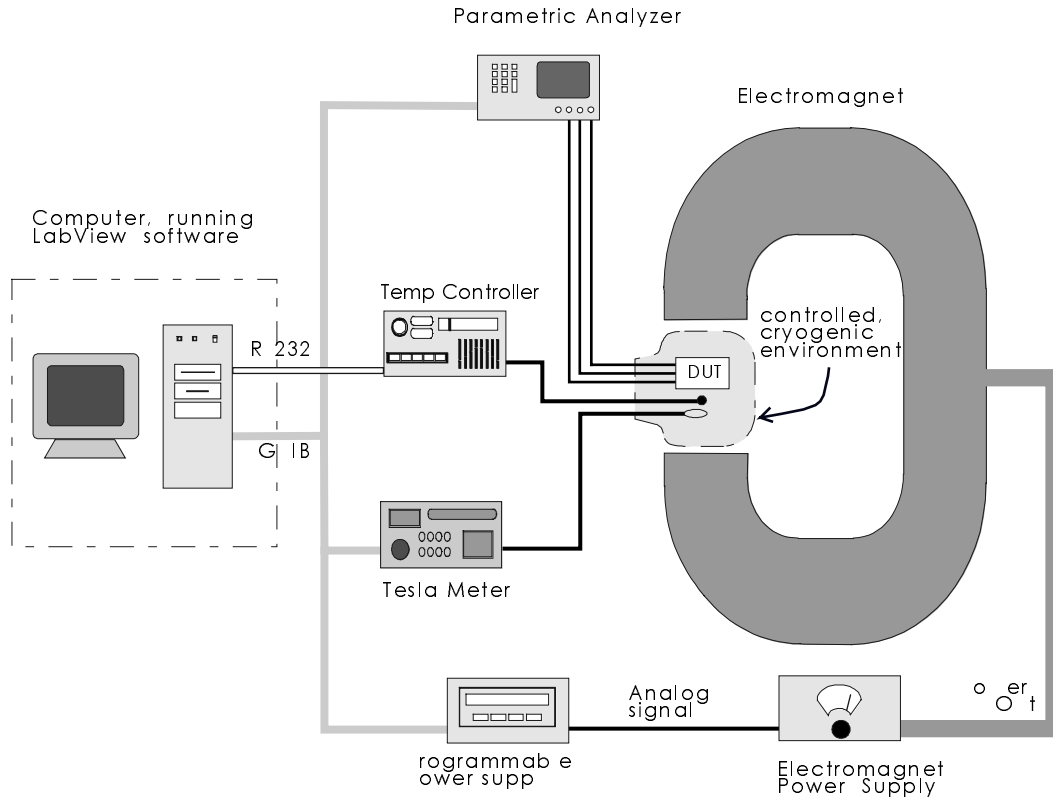 Parametric Analyzer
Electromagnet
Computer, running
LabView software
Temp Controller
controlled,
cryogenic
environment
R 232
DUT
G IB
Tesla Meter
Analog
signal
o er
O t
rogrammab e
ower supp
Electromagnet
Power Supply